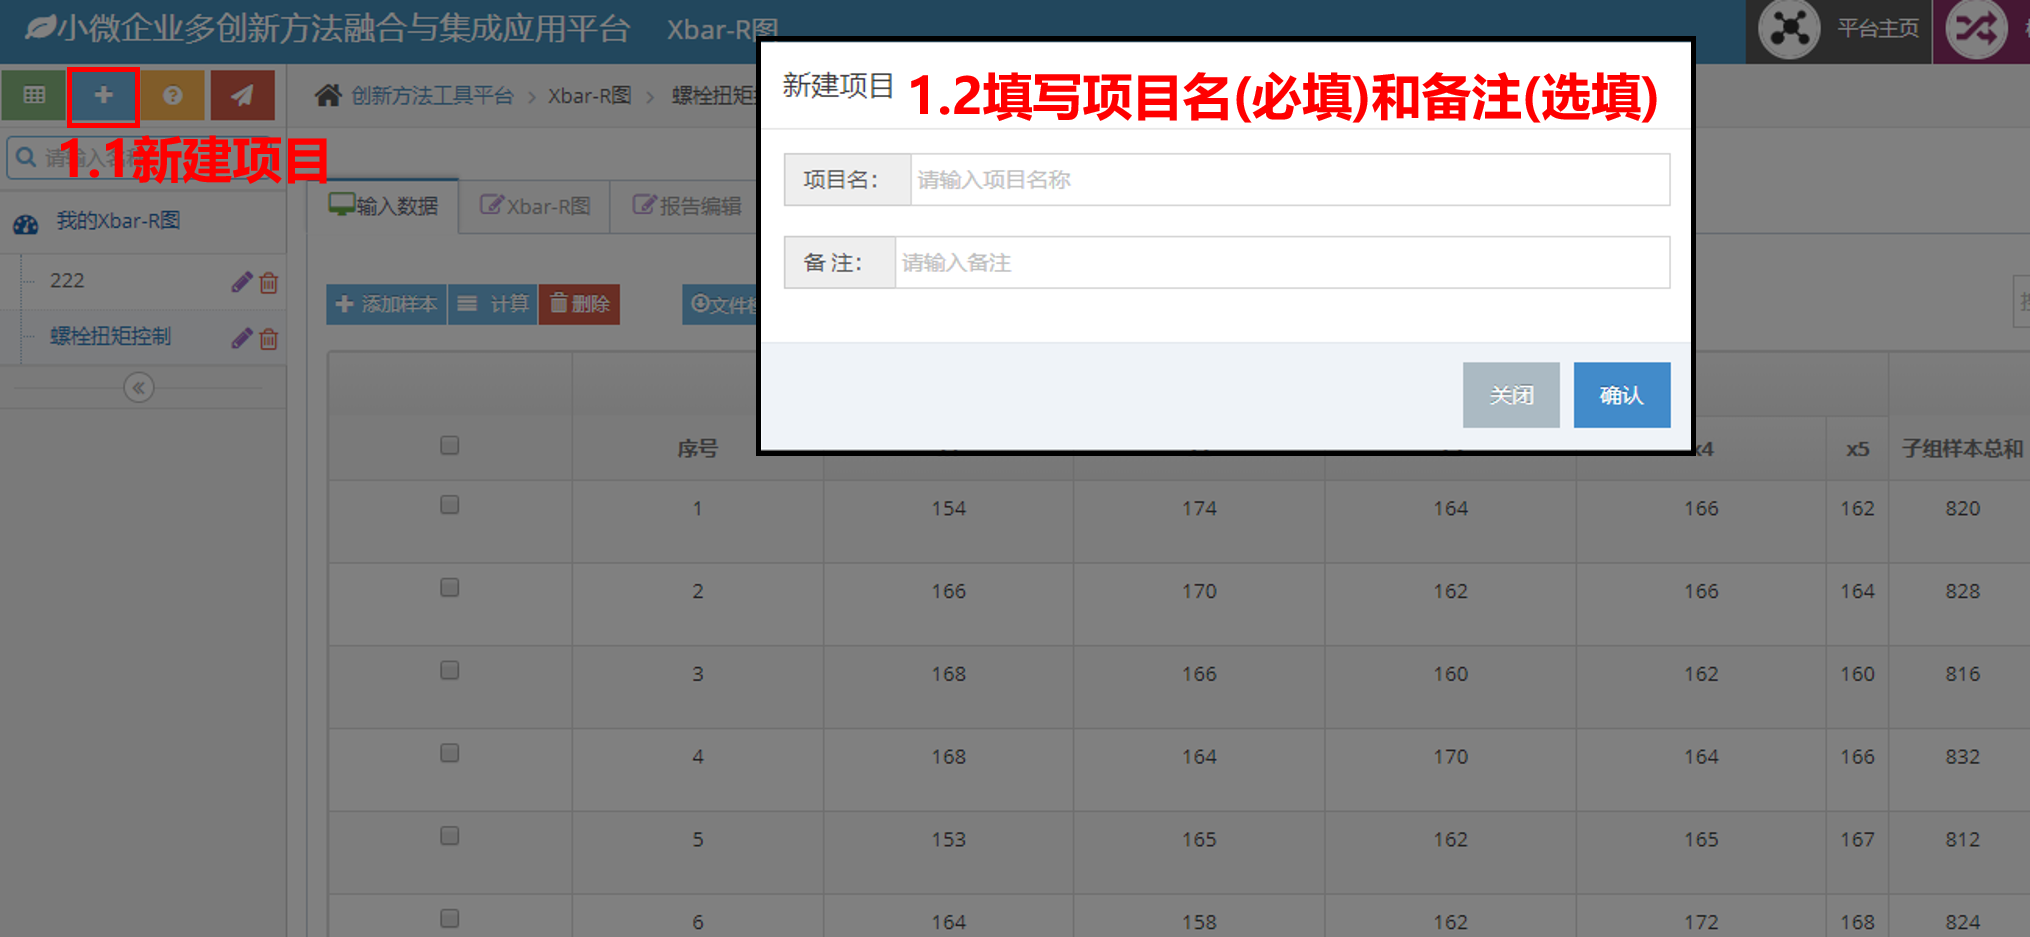 小微企业多创新方法融合与集成应用平台 Xbar-R图 平台主页
新建项目 1.2填写项目名(必填)和备注(选填)
创新方法工具平台 > Xbar-R图 > 螺栓扭矩
1.1新建项目
项目名： 请输入项目名称
我的Xbar-R图
输入数据 Xbar-R图 报告编辑
备 注： 请输入备注
222
添加样本 计算 删除 文件
螺栓扭矩控制
关闭 确认
序号 x4 x5 子组样本总和
1 154 174 164 166 162 820
2 166 170 162 166 164 828
3 168 166 160 162 160 816
4 168 164 170 164 166 832
5 153 165 162 165 167 812
6 164 158 162 172 168 824